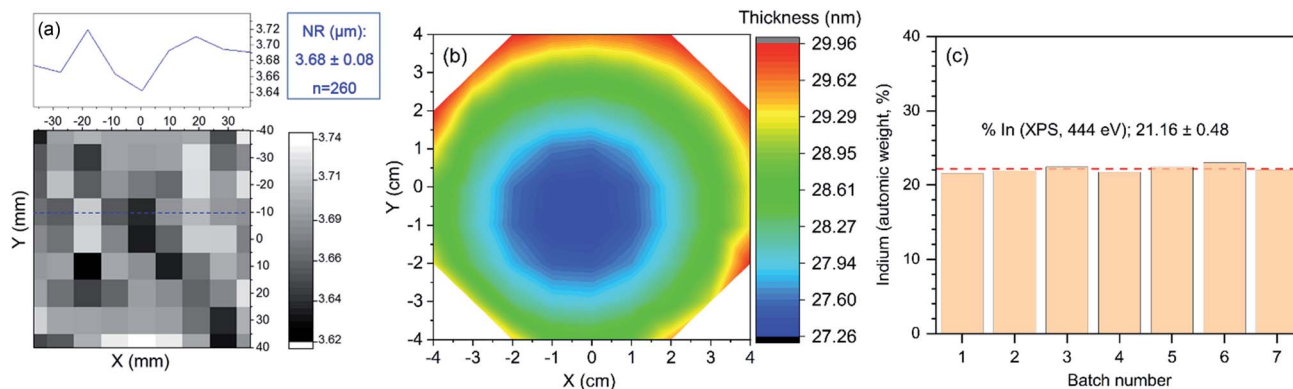 (a)
3.72
3.70
3.68
3.66
3.64
-30 -20 -10 0 10 20 30
NR (μm):
3.68 ± 0.08
n=260
-40
-30
-20
-10
0
10
20
30
40
Y (mm)
X (mm)
3.74
3.71
3.69
3.66
3.64
3.62
(b)
4
3
2
1
0
-1
-2
-3
-4
Y (cm)
-4 -3 -2 -1 0 1 2 3 4
X (cm)
Thickness (nm)
29.96
29.62
29.29
28.95
28.61
28.28
27.94
27.60
27.26
(c)
40
30
20
10
0
Indium (automic weight, %)
% In (XPS, 444 eV); 21.16 ± 0.48
1 2 3 4 5 6 7
Batch number